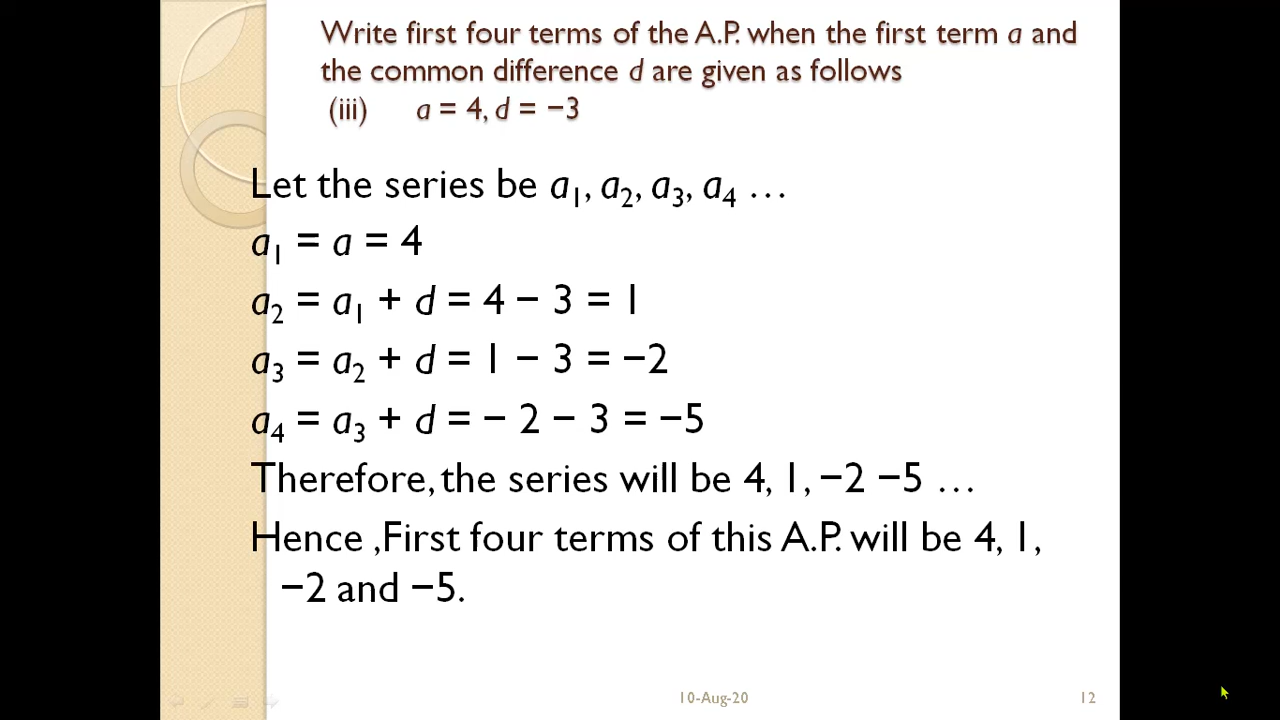 Write first four terms of the A.P. when the first term a and
the common difference d are given as follows
(iii) a = 4, d = −3
Let the series be a₁, a₂, a₃, a₄ …
a₁ = a = 4
a₂ = a₁ + d = 4 − 3 = 1
a₃ = a₂ + d = 1 − 3 = −2
a₄ = a₃ + d = − 2 − 3 = −5
Therefore, the series will be 4, 1, −2 −5 …
Hence ,First four terms of this A.P. will be 4, 1,
−2 and −5.
10-Aug-20
12